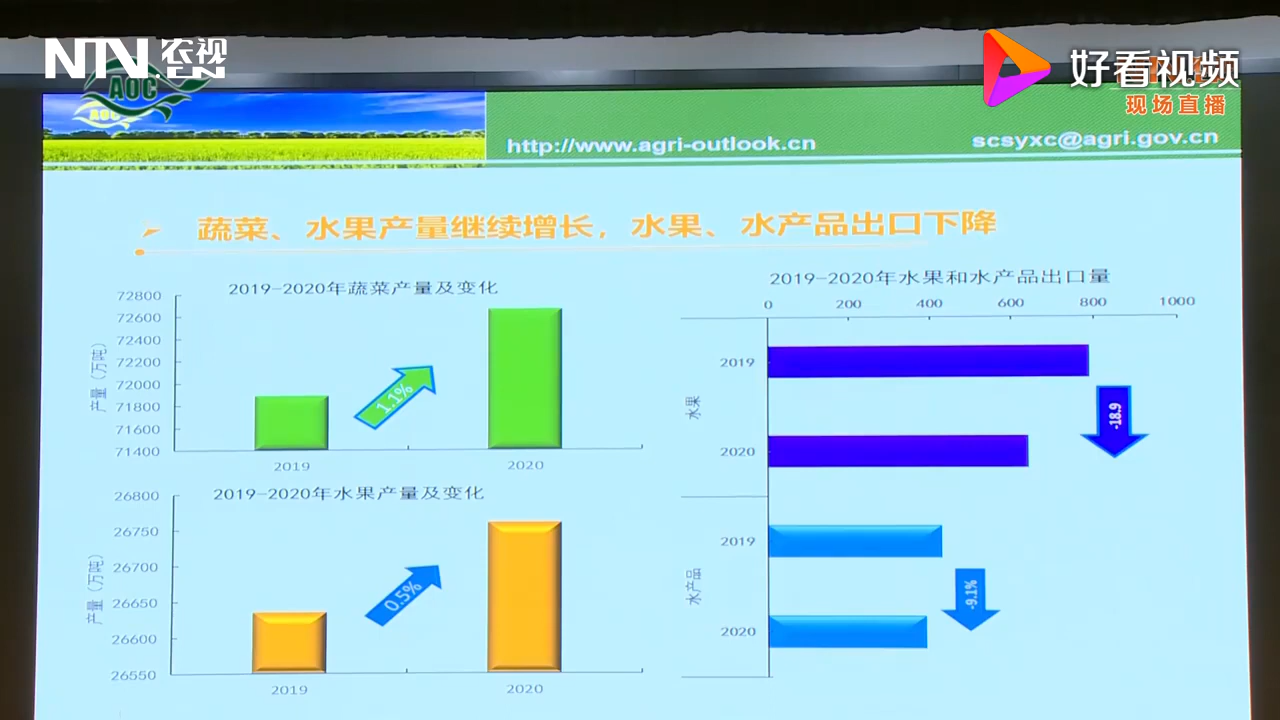 NTV.CN 农视
AOC
AOC
好看视频
现场直播
http://www.agri-outlook.cn
scsyxc@agri.gov.cn
➢ 蔬菜、水果产量继续增长，水果、水产品出口下降
2019-2020年蔬菜产量及变化
产量（万吨）
72800
72600
72400
72200
72000
71800
71600
71400
1.1%
2019
2020
2019-2020年水果产量及变化
产量（万吨）
26800
26750
26700
26650
26600
26550
0.5%
2019
2020
2019-2020年水果和水产品出口量
0 200 400 600 800 1000
水果
2019
2020
-18.9
水产品
2019
2020
-9.1%